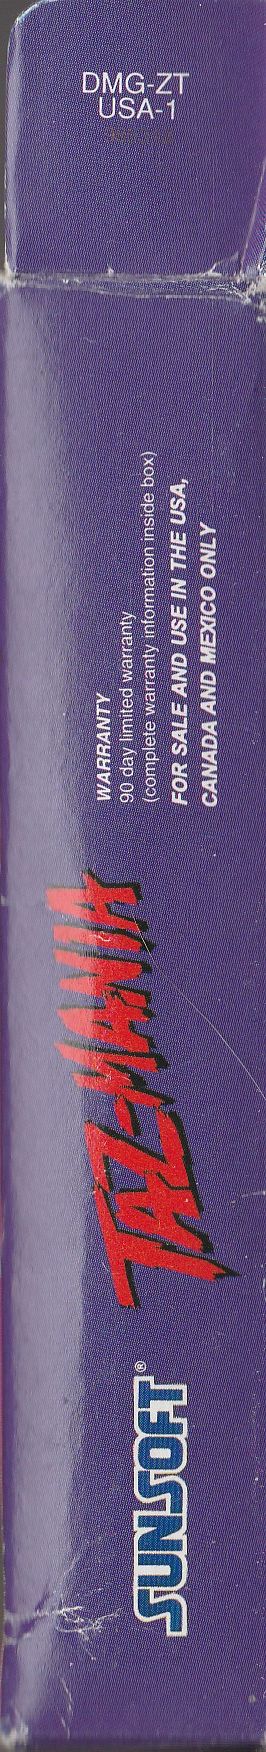 DMG-ZT
USA-1
WARRANTY
90 day limited warranty
(complete warranty information inside box)
FOR SALE AND USE IN THE USA,
CANADA AND MEXICO ONLY
TAZ-MANIA
SUNSOFT®